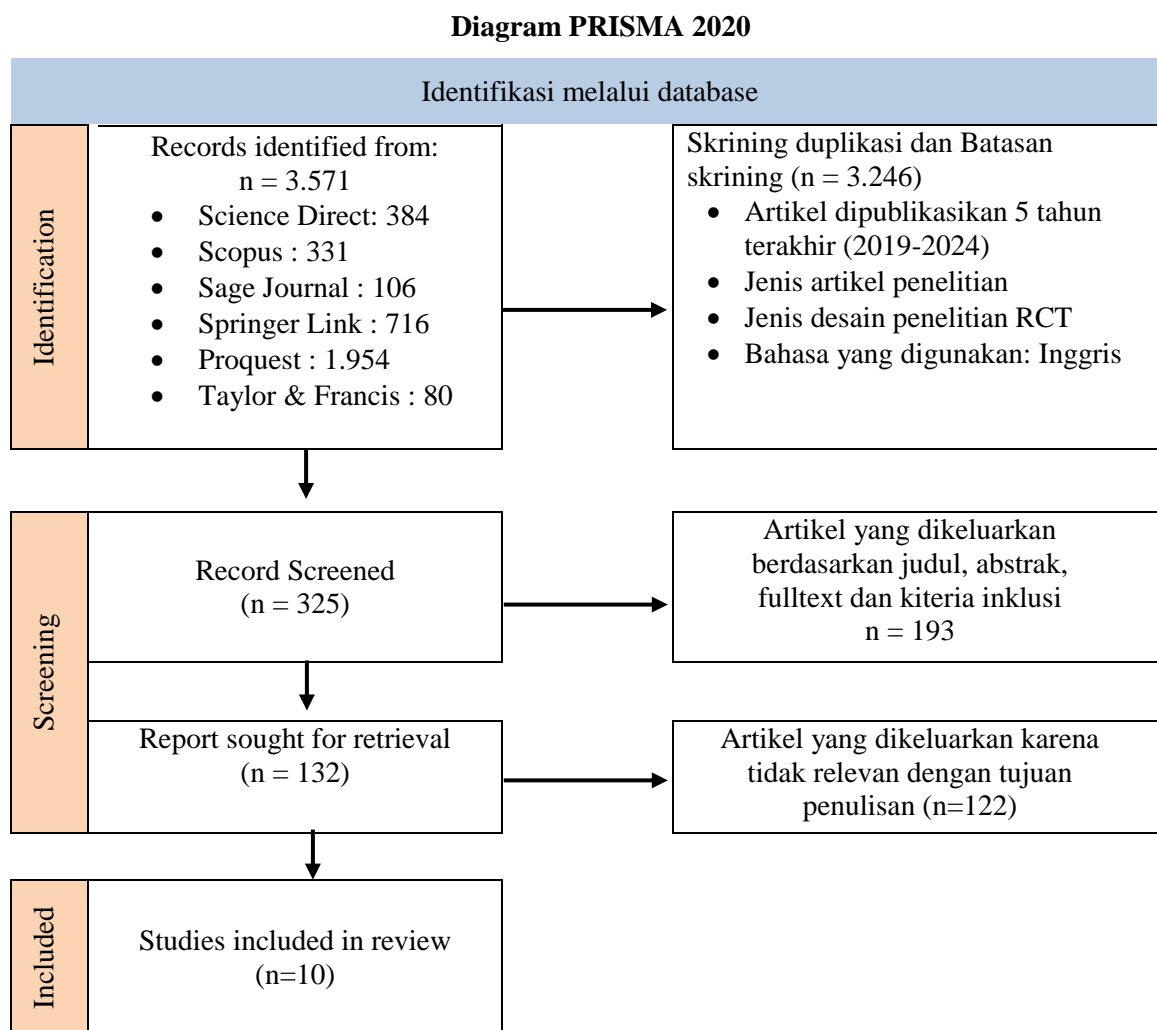 Diagram PRISMA 2020
Identifikasi melalui database
Identification
Records identified from:
n = 3.571
• Science Direct: 384
• Scopus : 331
• Sage Journal : 106
• Springer Link : 716
• Proquest : 1.954
• Taylor & Francis : 80
Skrining duplikasi dan Batasan
skrining (n = 3.246)
• Artikel dipublikasikan 5 tahun
terakhir (2019-2024)
• Jenis artikel penelitian
• Jenis desain penelitian RCT
• Bahasa yang digunakan: Inggris
Screening
Record Screened
(n = 325)
Artikel yang dikeluarkan
berdasarkan judul, abstrak,
fulltext dan kiteria inklusi
n = 193
Report sought for retrieval
(n = 132)
Artikel yang dikeluarkan karena
tidak relevan dengan tujuan
penulisan (n=122)
Included
Studies included in review
(n=10)